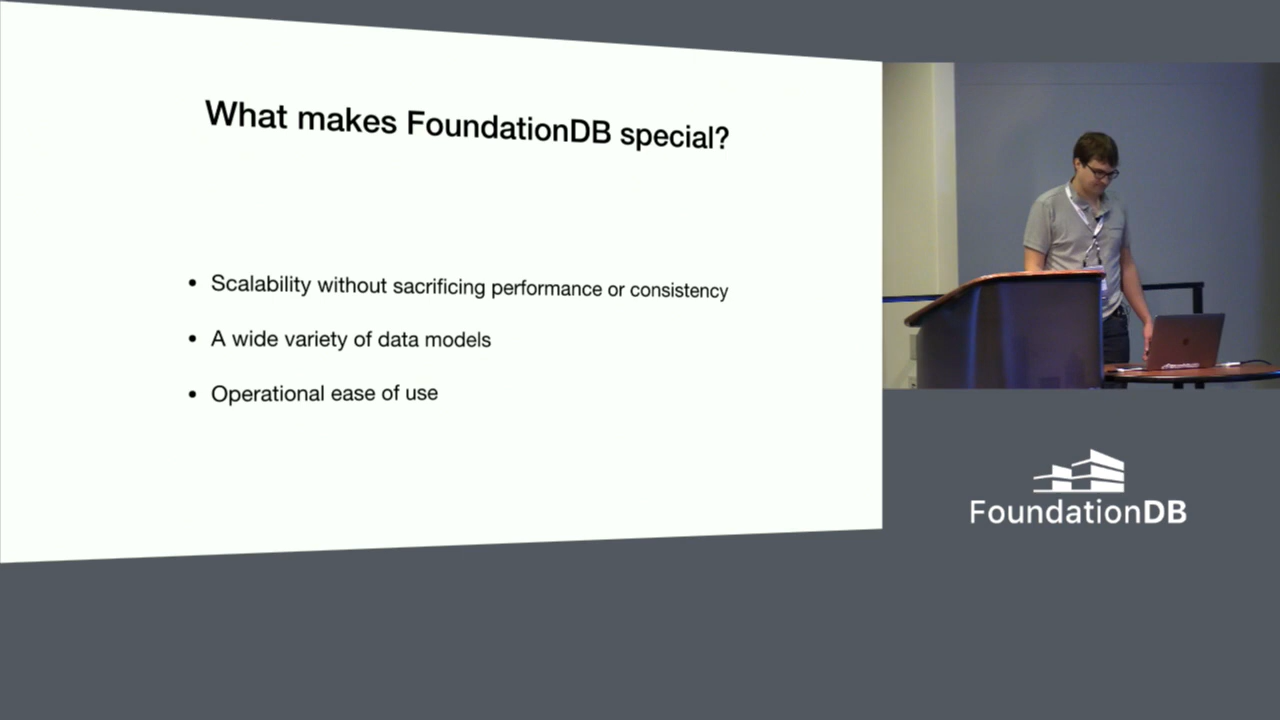 What makes FoundationDB special?
• Scalability without sacrificing performance or consistency
• A wide variety of data models
• Operational ease of use
FoundationDB